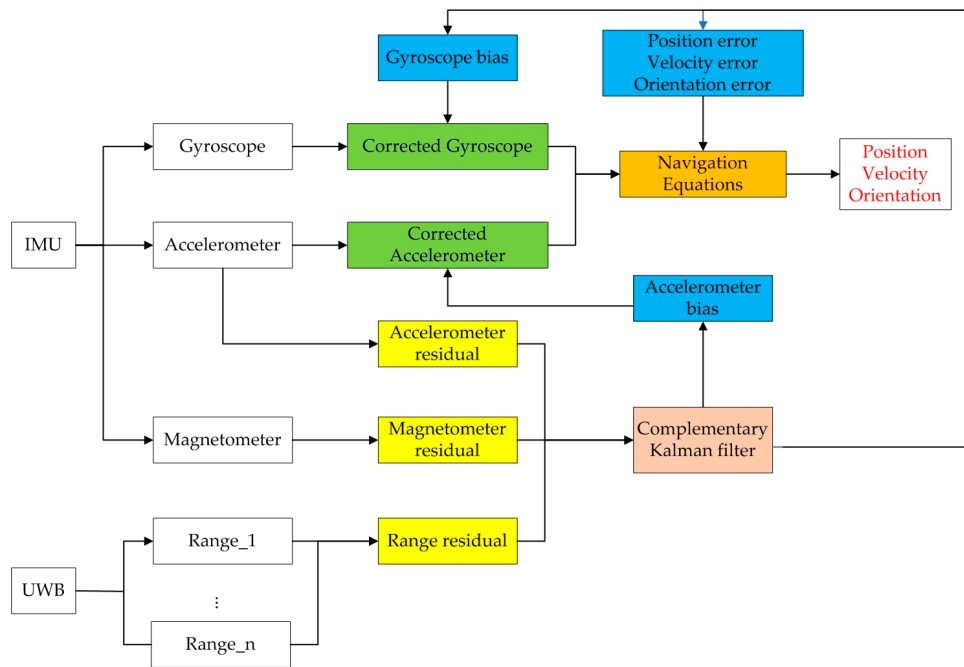 Gyroscope bias
Position error
Velocity error
Orientation error
Gyroscope
Corrected Gyroscope
Navigation
Equations
Position
Velocity
Orientation
IMU
Accelerometer
Corrected
Accelerometer
Accelerometer
bias
Accelerometer
residual
Magnetometer
Magnetometer
residual
Complementary
Kalman filter
Range_1
Range residual
UWB
...
Range_n